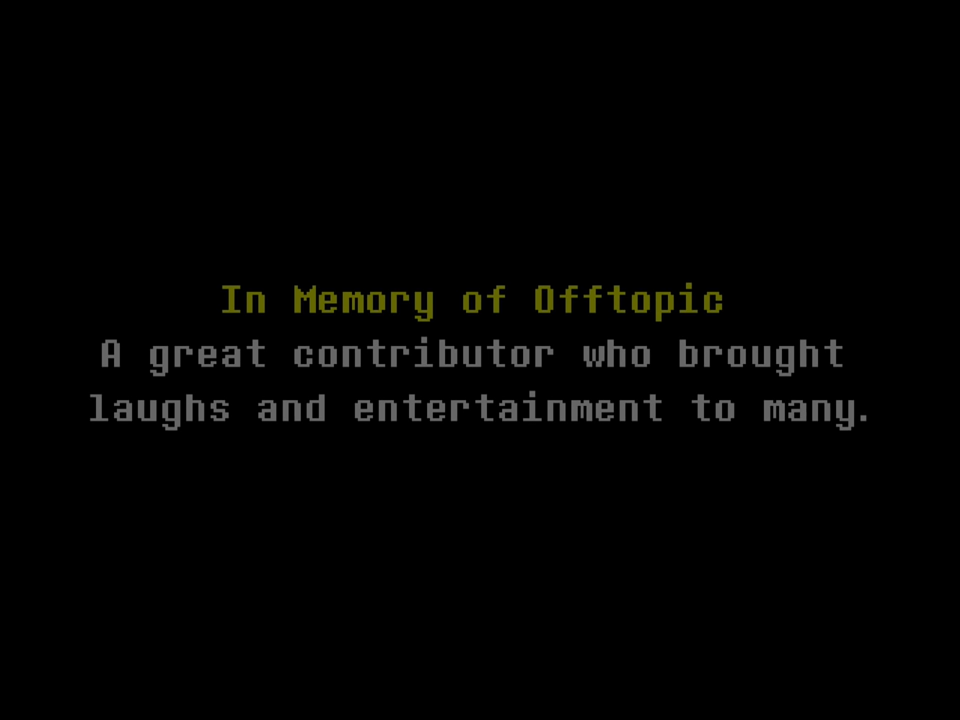 In Memory of Offtopic
A great contributor who brought
laughs and entertainment to many.